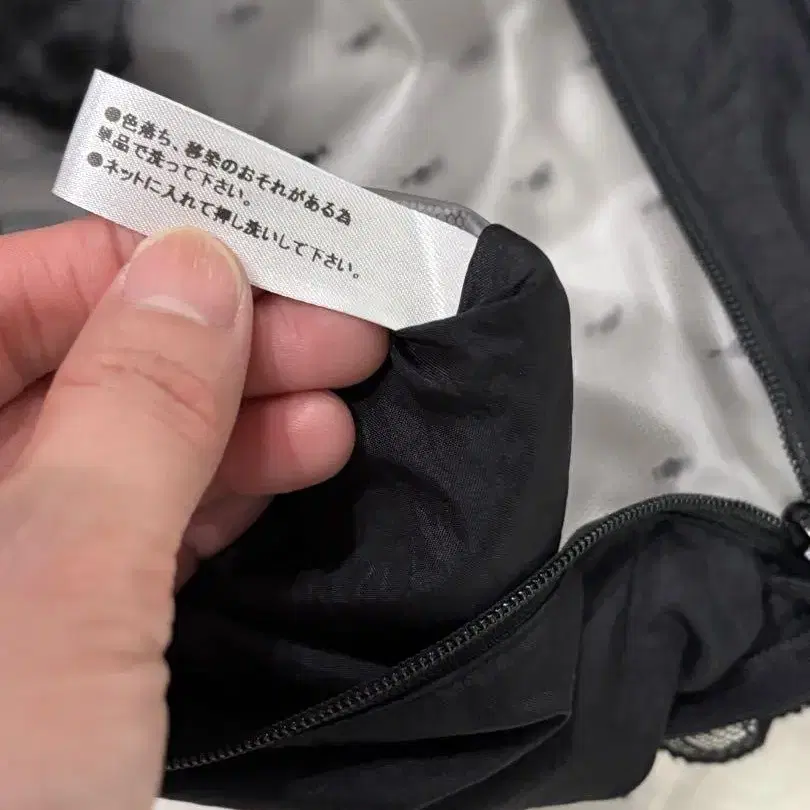 ●色落ち、移染のおそれがある為
単品で洗って下さい。
●ネットに入れて押し洗いして下さい。